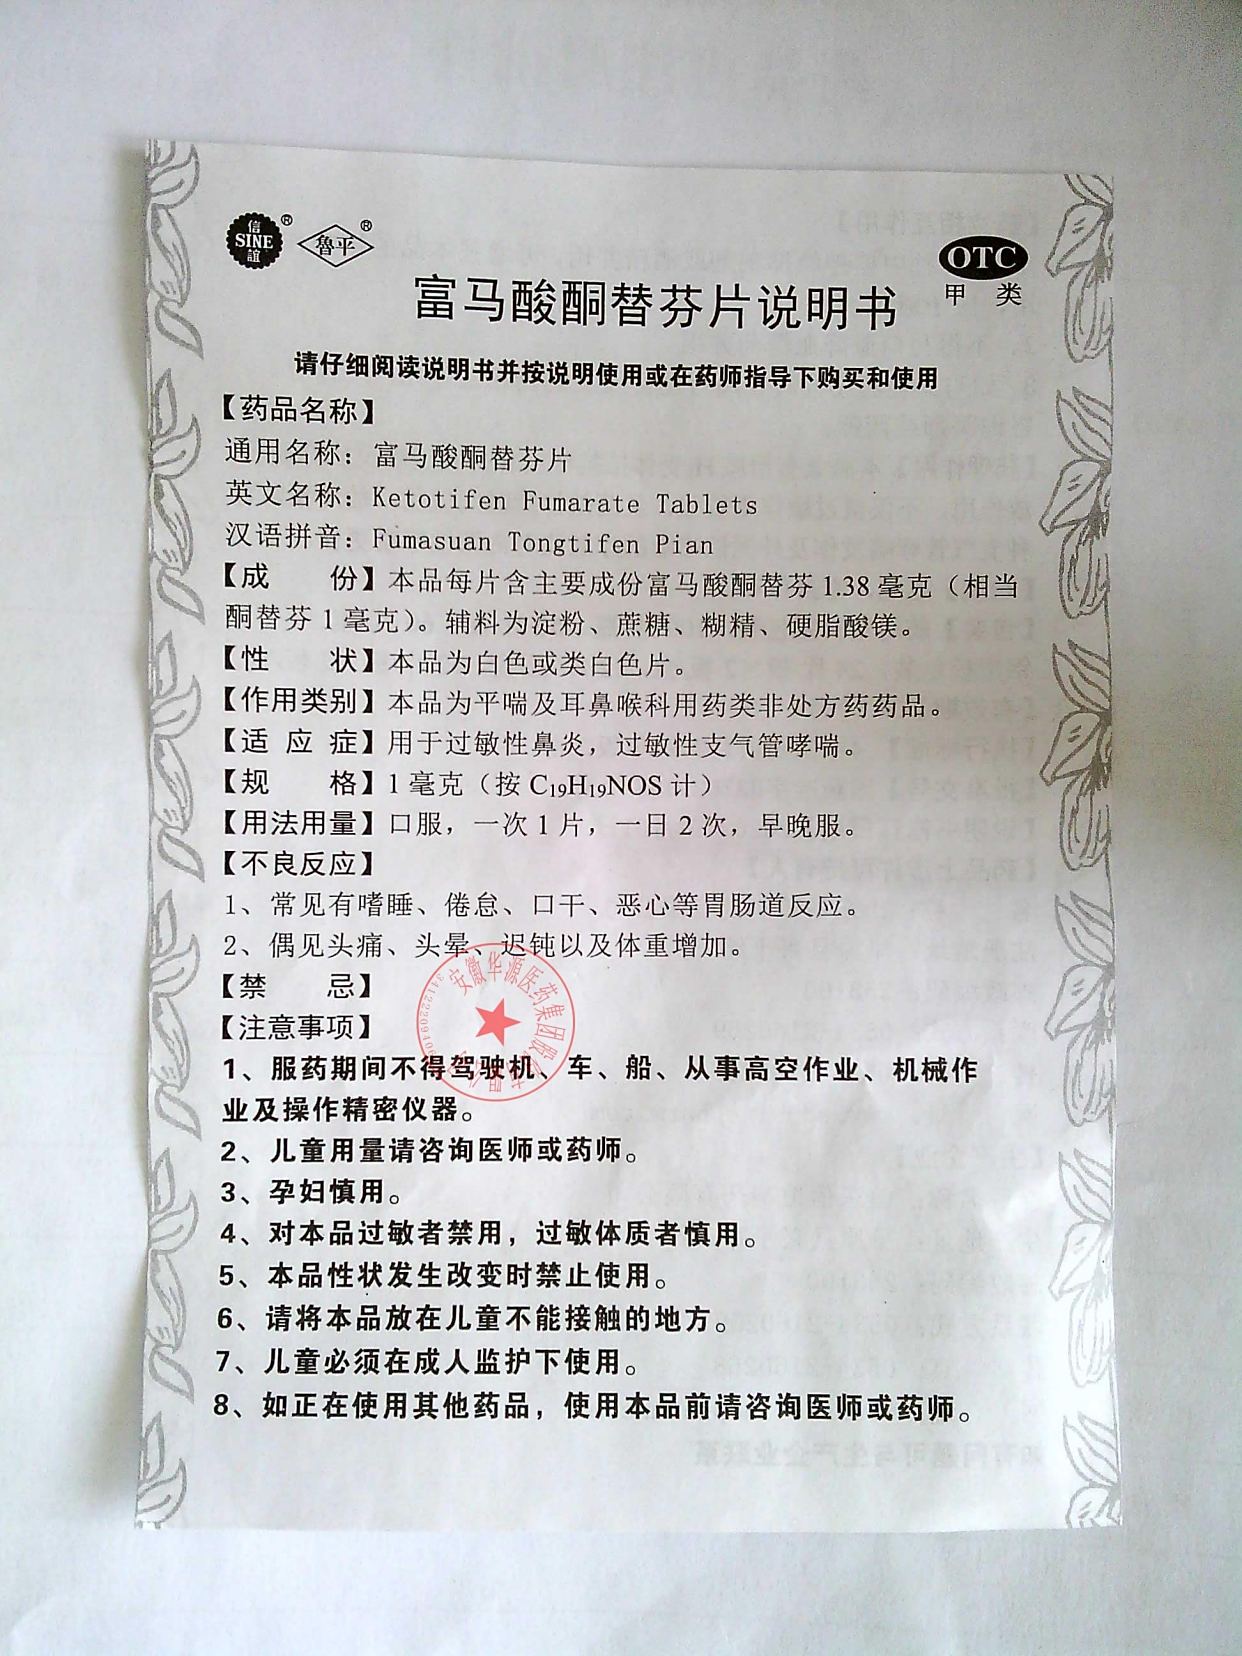 信
SINE
誼
®
魯平
®
OTC
甲 类
富马酸酮替芬片说明书
请仔细阅读说明书并按说明使用或在药师指导下购买和使用
【药品名称】
通用名称：富马酸酮替芬片
英文名称：Ketotifen Fumarate Tablets
汉语拼音：Fumasuan Tongtifen Pian
【成 份】本品每片含主要成份富马酸酮替芬 1.38 毫克（相当
酮替芬 1 毫克）。辅料为淀粉、蔗糖、糊精、硬脂酸镁。
【性 状】本品为白色或类白色片。
【作用类别】本品为平喘及耳鼻喉科用药类非处方药药品。
【适 应 症】用于过敏性鼻炎，过敏性支气管哮喘。
【规 格】1 毫克（按 C₁₉H₁₉NOS 计）
【用法用量】口服，一次 1 片，一日 2 次，早晚服。
【不良反应】
1、常见有嗜睡、倦怠、口干、恶心等胃肠道反应。
2、偶见头痛、头晕、迟钝以及体重增加。
【禁 忌】
【注意事项】
安徽华源医药集团股份有限公司
1、服药期间不得驾驶机、车、船、从事高空作业、机械作
业及操作精密仪器。
2、儿童用量请咨询医师或药师。
3、孕妇慎用。
4、对本品过敏者禁用，过敏体质者慎用。
5、本品性状发生改变时禁止使用。
6、请将本品放在儿童不能接触的地方。
7、儿童必须在成人监护下使用。
8、如正在使用其他药品，使用本品前请咨询医师或药师。